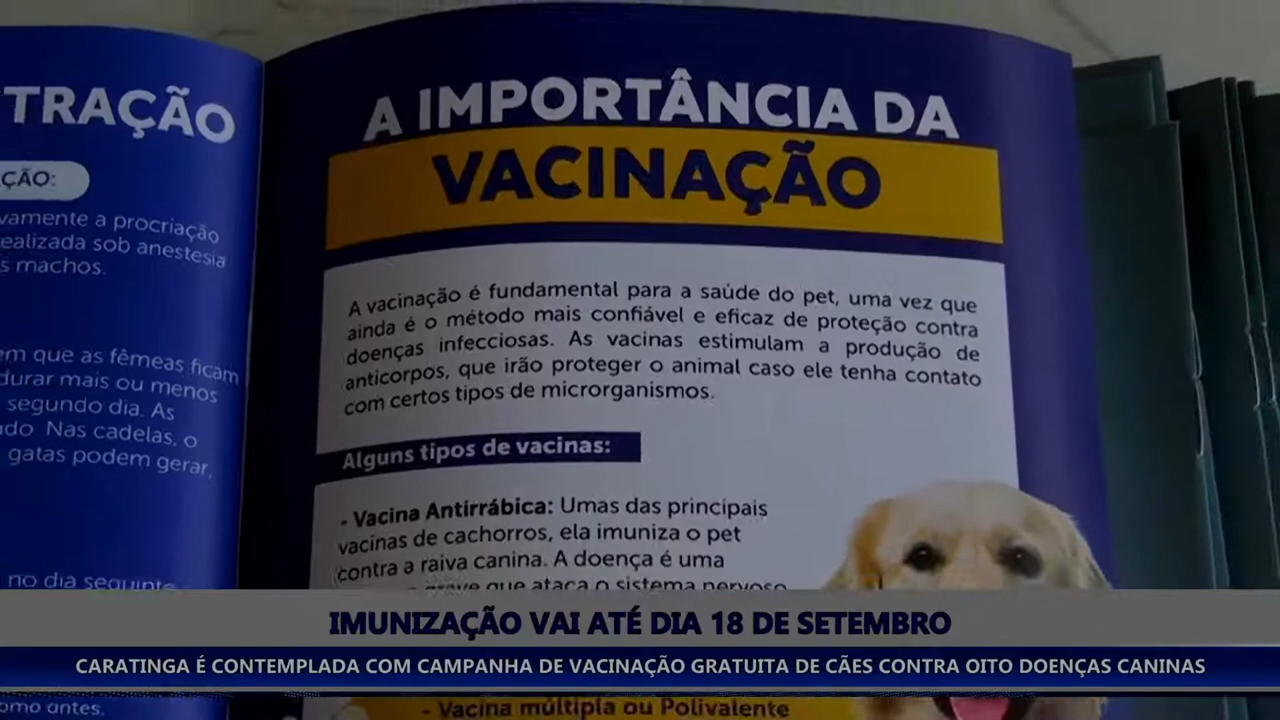 TRAÇÃO
ÇÃO:
vamente a procriação
ealizada sob anestesia
s machos.
em que as fêmeas ficam
durar mais ou menos
segundo dia. As
do Nas cadelas, o
gatas podem gerar,
no dia seguinte
omo antes.
A IMPORTÂNCIA DA
VACINAÇÃO
A vacinação é fundamental para a saúde do pet, uma vez que
ainda é o método mais confiável e eficaz de proteção contra
doenças infecciosas. As vacinas estimulam a produção de
anticorpos, que irão proteger o animal caso ele tenha contato
com certos tipos de microrganismos.
Alguns tipos de vacinas:
- Vacina Antirrábica: Umas das principais
vacinas de cachorros, ela imuniza o pet
contra a raiva canina. A doença é uma
que ataca o sistema nervoso
IMUNIZAÇÃO VAI ATÉ DIA 18 DE SETEMBRO
CARATINGA É CONTEMPLADA COM CAMPANHA DE VACINAÇÃO GRATUITA DE CÃES CONTRA OITO DOENÇAS CANINAS
- Vacina múltipla ou Polivalente